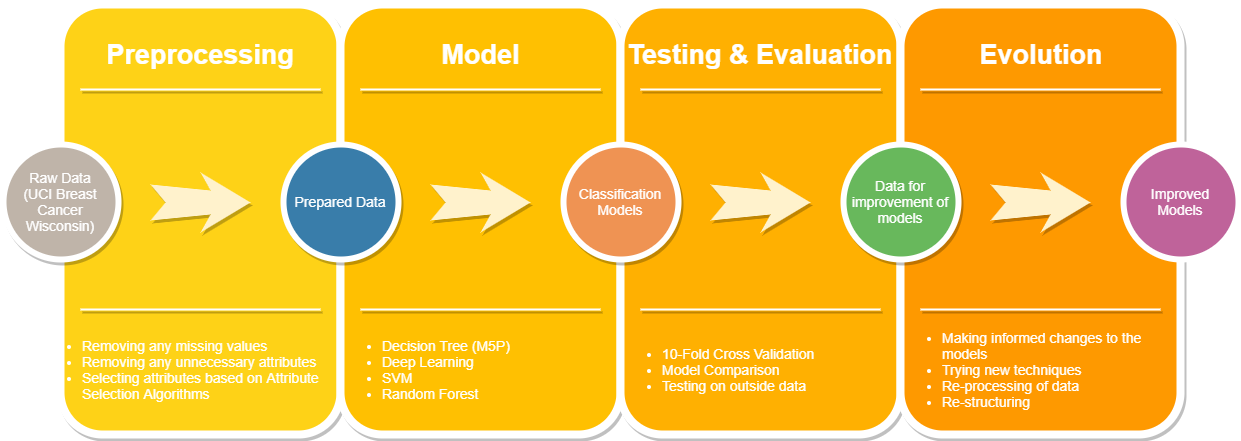 Preprocessing
Model
Testing & Evaluation
Evolution
Raw Data
(UCI Breast
Cancer
Wisconsin)
Prepared Data
Classification
Models
Data for
improvement of
models
Improved
Models
• Removing any missing values
• Removing any unnecessary attributes
• Selecting attributes based on Attribute
Selection Algorithms
• Decision Tree (M5P)
• Deep Learning
• SVM
• Random Forest
• 10-Fold Cross Validation
• Model Comparison
• Testing on outside data
• Making informed changes to the
models
• Trying new techniques
• Re-processing of data
• Re-structuring